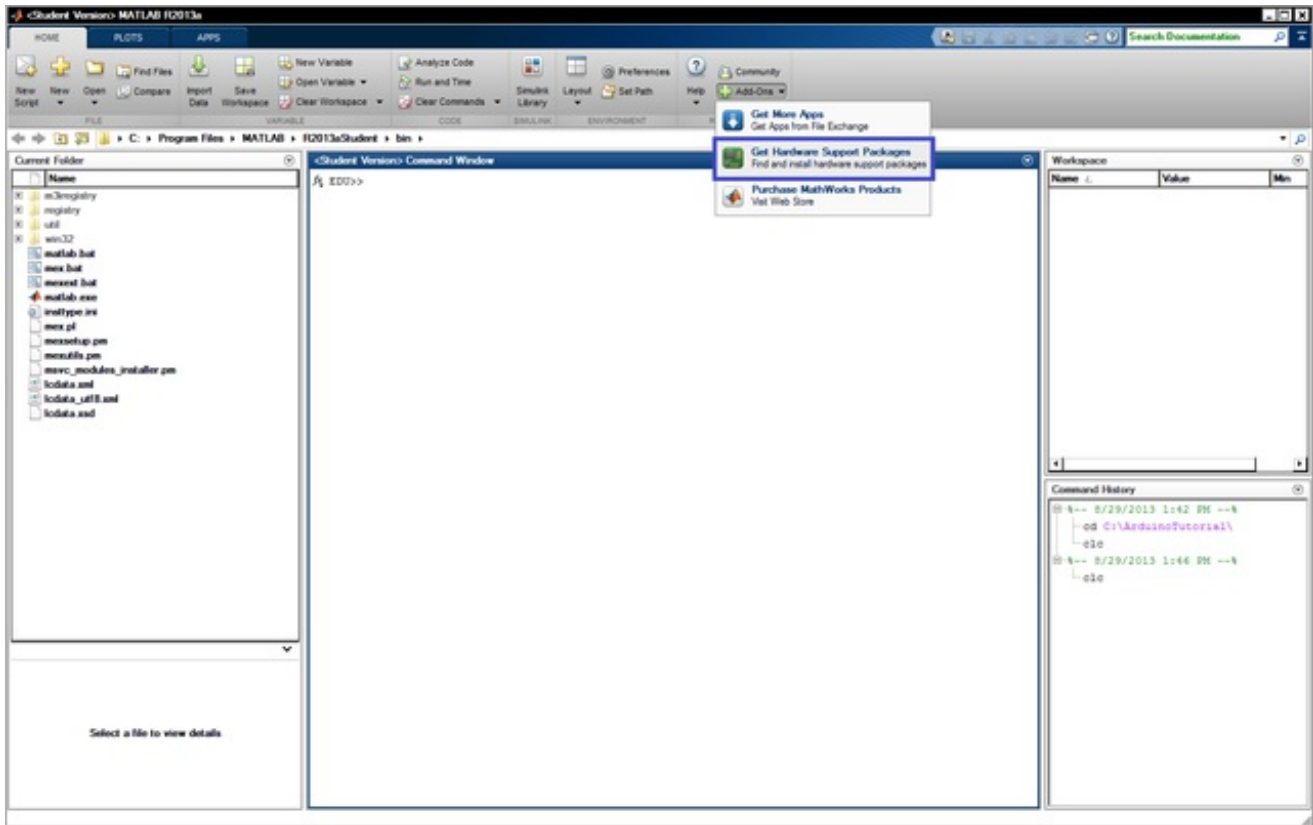 <Student Version> MATLAB R2013a
HOME PLOTS APPS
Search Documentation
New Script
New
Open
Find Files
Compare
Import Data
Save Workspace
New Variable
Open Variable
Clear Workspace
Analyze Code
Run and Time
Clear Commands
Simulink Library
Layout
Preferences
Set Path
Help
Community
Add-Ons
FILE VARIABLE CODE SIMULINK ENVIRONMENT
Get More Apps
Get Apps from File Exchange
Get Hardware Support Packages
Find and install hardware support packages
Purchase MathWorks Products
Visit Web Store
C: Program Files MATLAB R2013aStudent bin
Current Folder
Name
m3iregistry
registry
util
win32
matlab.bat
mex.bat
mexext.bat
matlab.exe
insttype.ini
mex.pl
mexsetup.pm
mexutils.pm
msvc_modules_installer.pm
lcdata.xml
lcdata_utf8.xml
lcdata.xsd
Select a file to view details
<Student Version> Command Window
fx EDU>>
Workspace
Name Value Min
Command History
%-- 8/29/2013 1:42 PM --%
cd C:\ArduinoTutorial\
clc
%-- 8/29/2013 1:46 PM --%
clc